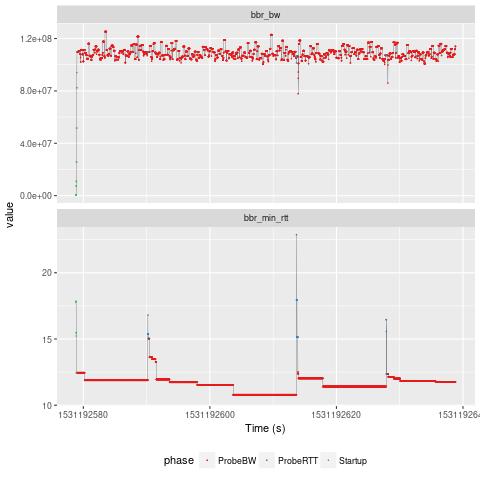 bbr_bw
1.2e+08
8.0e+07
4.0e+07
0.0e+00
value
bbr_min_rtt
20
15
10
1531192580 1531192600 1531192620 153119264
Time (s)
phase ProbeBW ProbeRTT Startup